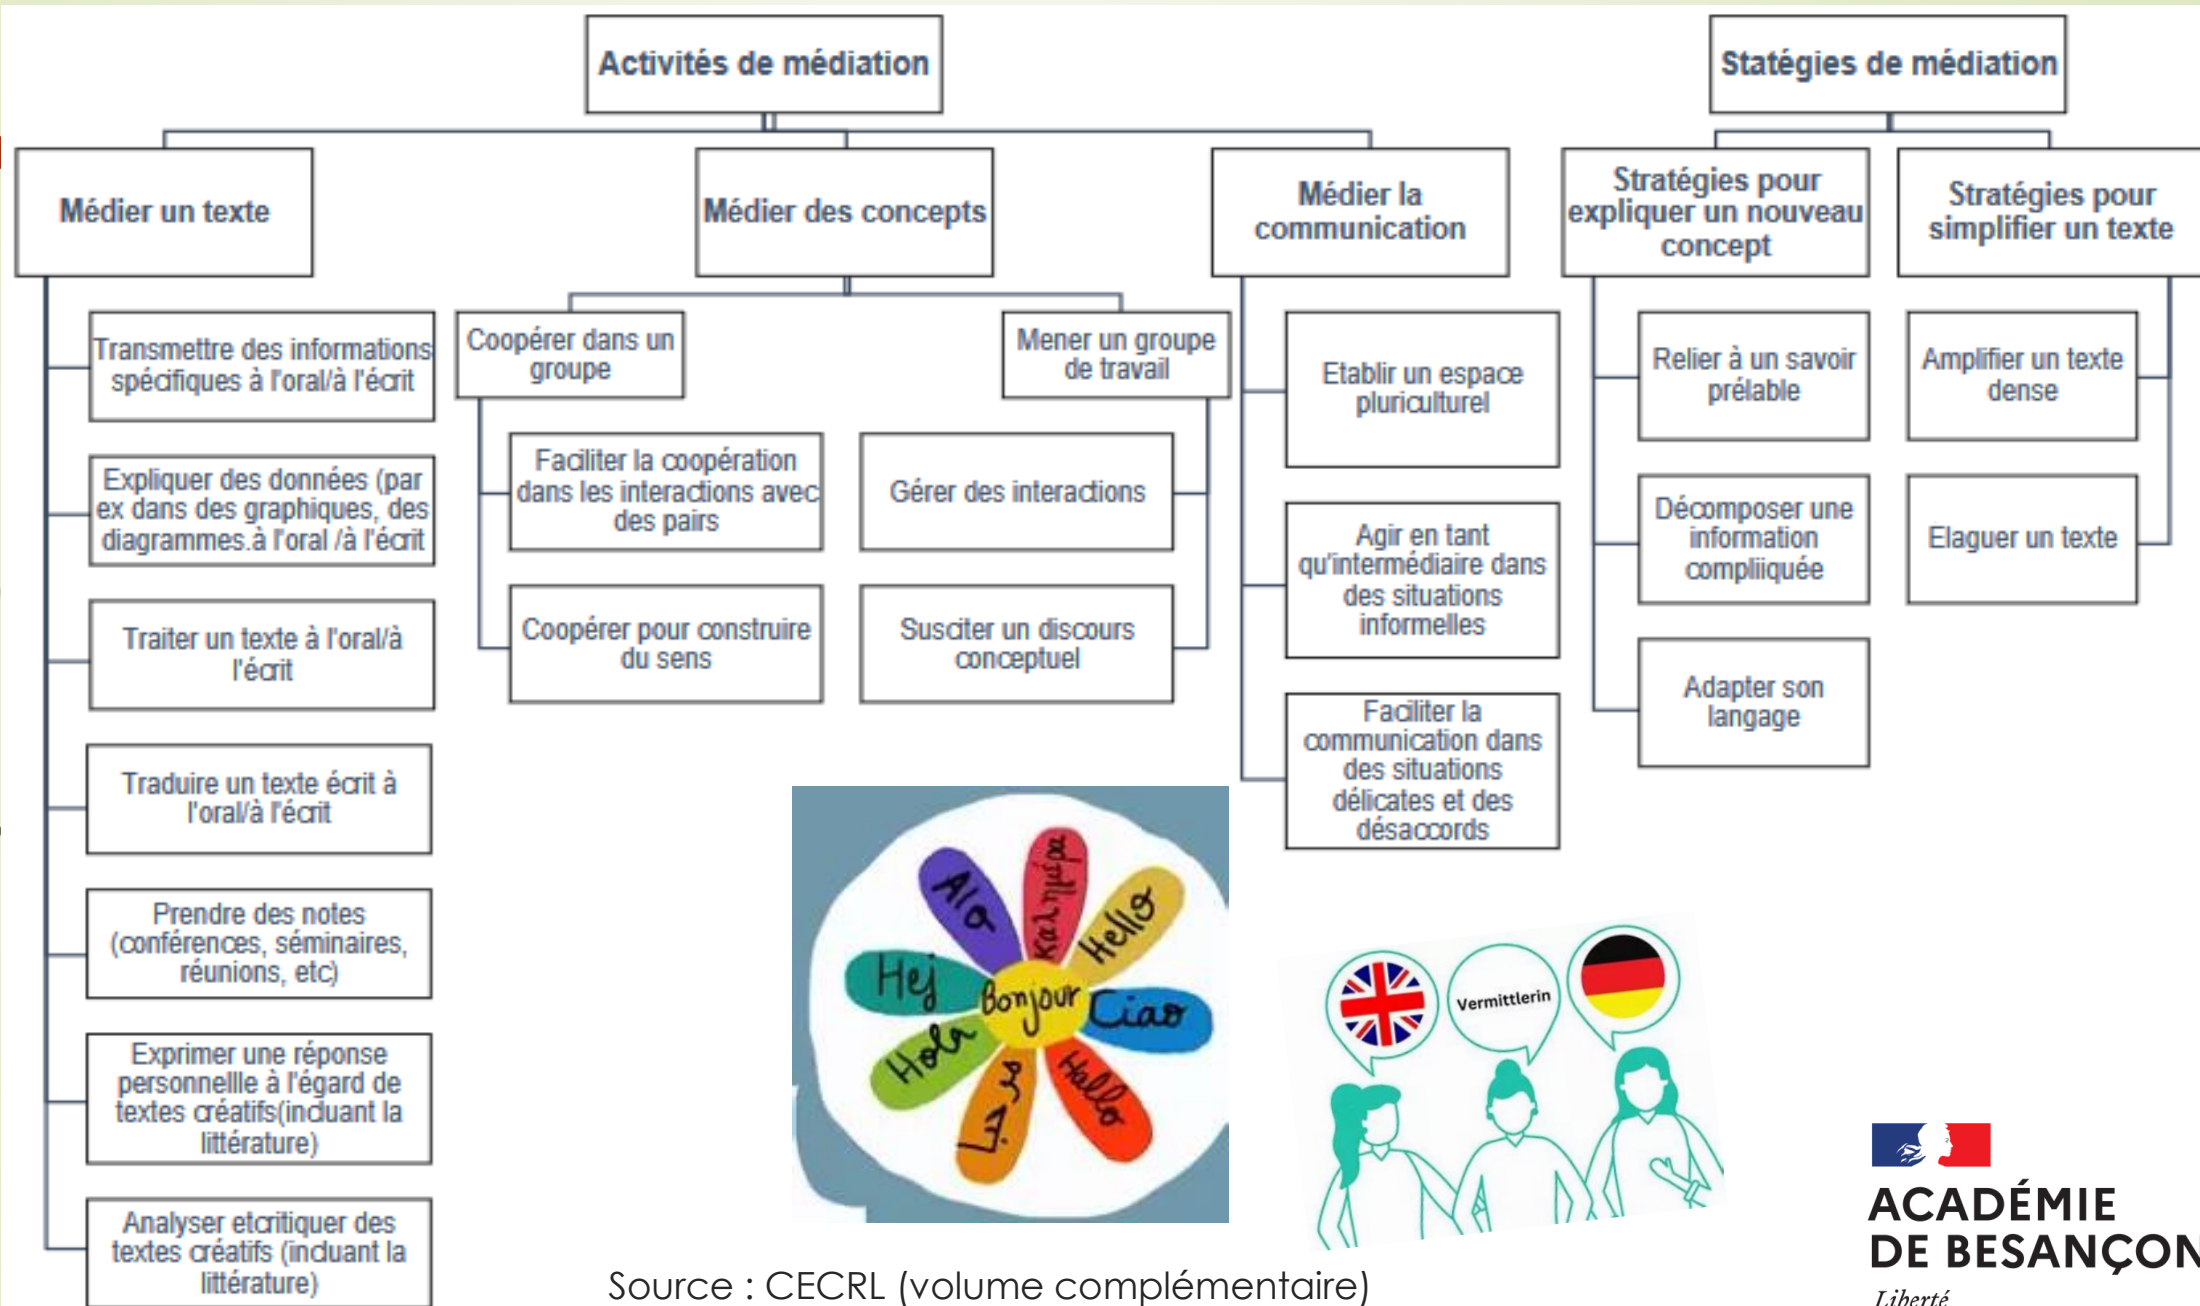 Activités de médiation
Médier un texte
Transmettre des informations
spécifiques à l'oral/à l'écrit
Expliquer des données (par
ex dans des graphiques, des
diagrammes.à l'oral /à l'écrit
Traiter un texte à l'oral/à
l'écrit
Traduire un texte écrit à
l'oral/à l'écrit
Prendre des notes
(conférences, séminaires,
réunions, etc)
Exprimer une réponse
personnellle à l'égard de
textes créatifs(incluant la
littérature)
Analyser etcritiquer des
textes créatifs (incluant la
littérature)
Médier des concepts
Coopérer dans un
groupe
Faciliter la coopération
dans les interactions avec
des pairs
Coopérer pour construire
du sens
Mener un groupe
de travail
Gérer des interactions
Susciter un discours
conceptuel
Médier la
communication
Etablir un espace
pluriculturel
Agir en tant
qu'intermédiaire dans
des situations
informelles
Faciliter la
communication dans
des situations
délicates et des
désaccords
Statégies de médiation
Stratégies pour
expliquer un nouveau
concept
Relier à un savoir
prélable
Décomposer une
information
compliiquée
Adapter son
langage
Stratégies pour
simplifier un texte
Amplifier un texte
dense
Elaguer un texte
Alo
καλημέρα
Hello
Hej
Bonjour
Ciao
Hola
Hallo
Vermittlerin
ACADÉMIE
DE BESANÇON
Liberté
Source : CECRL (volume complémentaire)